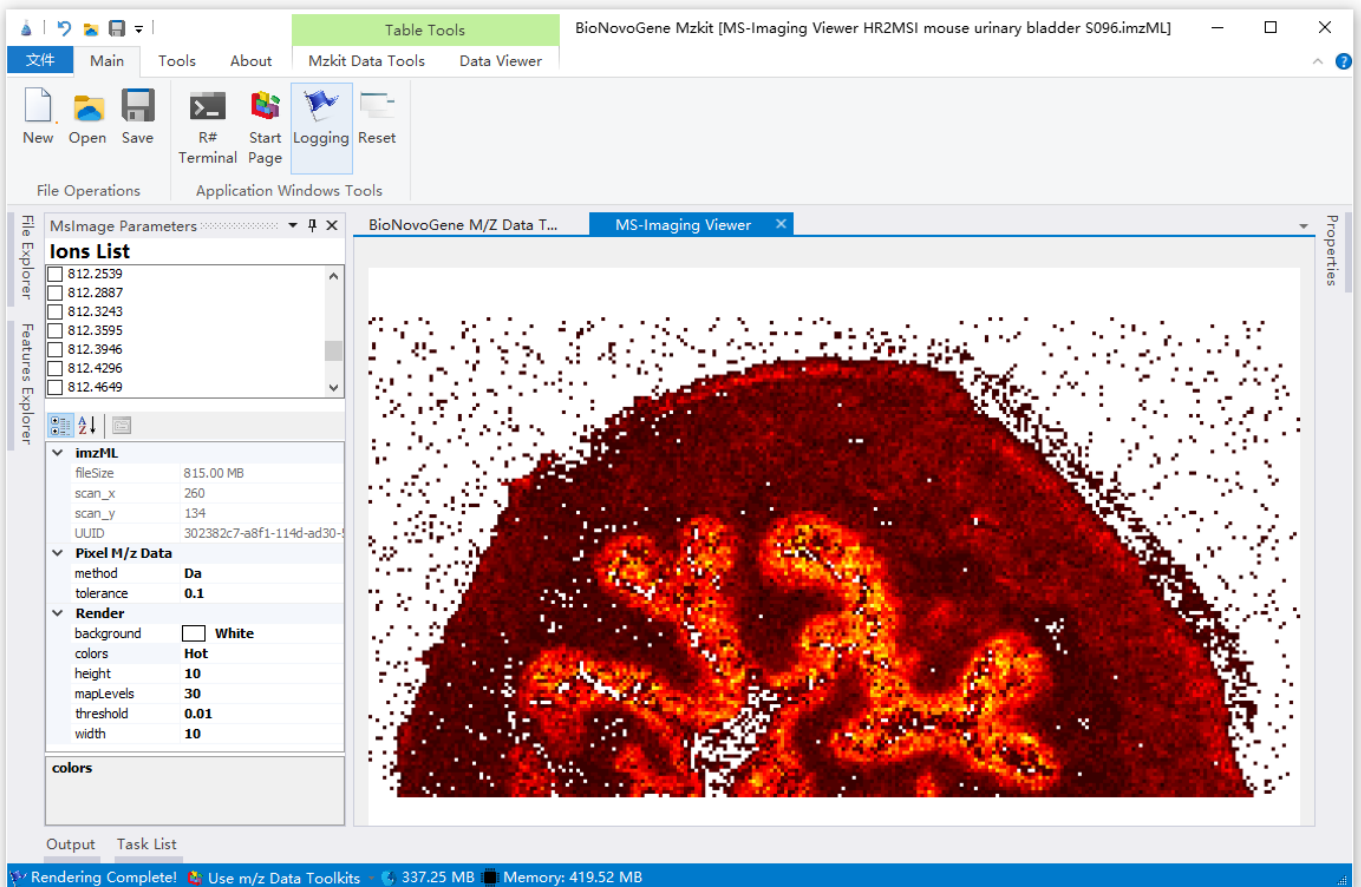 Table Tools
BioNovoGene Mzkit [MS-Imaging Viewer HR2MSI mouse urinary bladder S096.imzML]
文件 Main Tools About Mzkit Data Tools Data Viewer
New Open Save R# Terminal Start Page Logging Reset
File Operations Application Windows Tools
File Explorer
Features Explorer
MsImage Parameters
BioNovoGene M/Z Data T...
MS-Imaging Viewer
Properties
Ions List
812.2539
812.2887
812.3243
812.3595
812.3946
812.4296
812.4649
imzML
fileSize 815.00 MB
scan_x 260
scan_y 134
UUID 302382c7-a8f1-114d-ad30-
Pixel M/z Data
method Da
tolerance 0.1
Render
background White
colors Hot
height 10
mapLevels 30
threshold 0.01
width 10
colors
Output Task List
Rendering Complete! Use m/z Data Toolkits 337.25 MB Memory: 419.52 MB